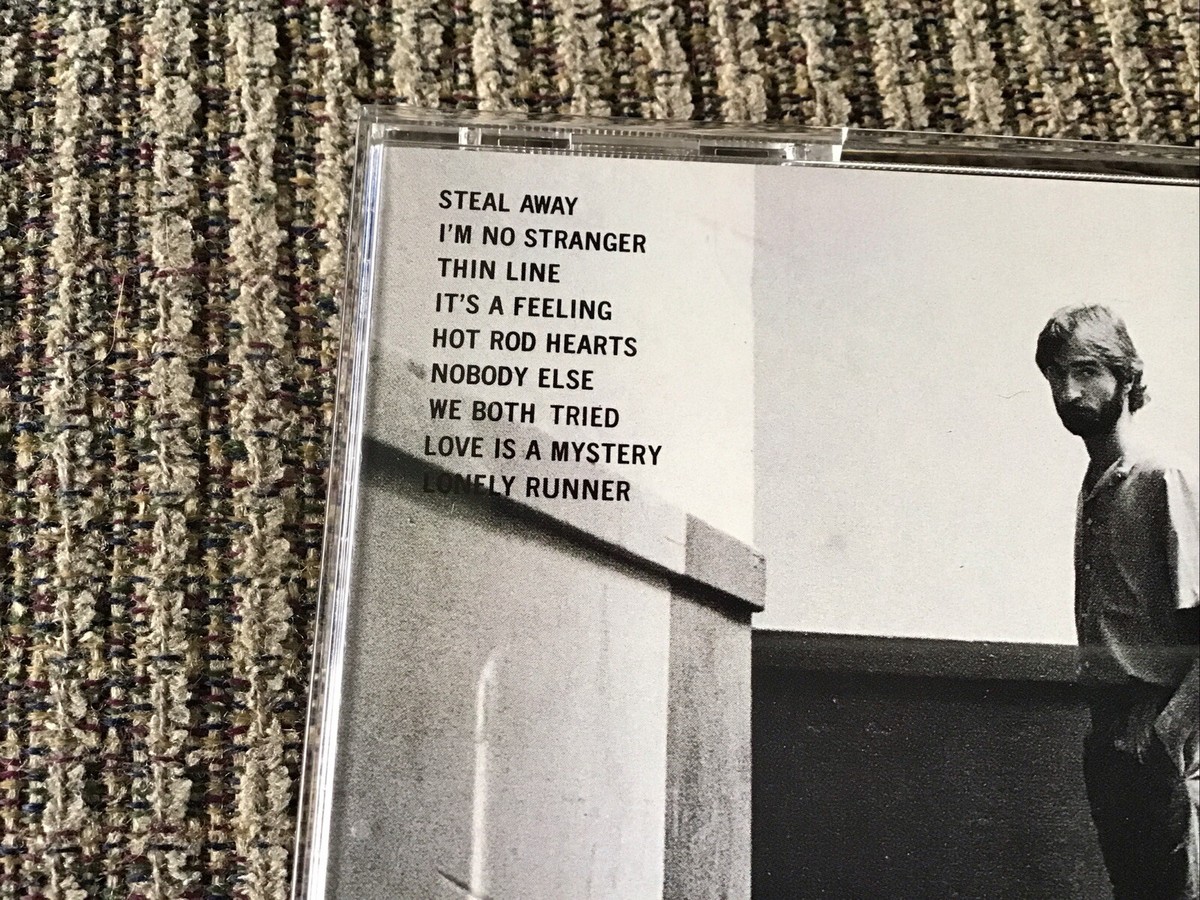 STEAL AWAY
I'M NO STRANGER
THIN LINE
IT'S A FEELING
HOT ROD HEARTS
NOBODY ELSE
WE BOTH TRIED
LOVE IS A MYSTERY
LONELY RUNNER